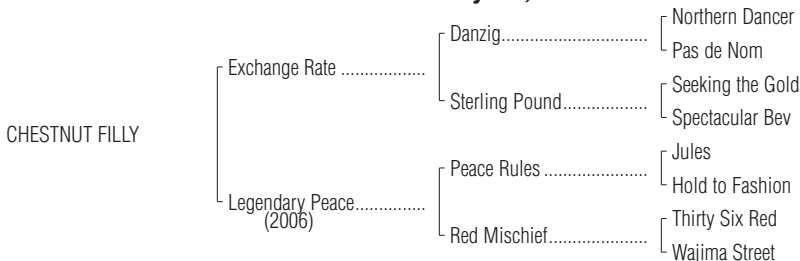 Northern Dancer
Danzig..............................
Pas de Nom
Exchange Rate ..................
Seeking the Gold
Sterling Pound...................
Spectacular Bev
CHESTNUT FILLY
Jules
Peace Rules ......................
Hold to Fashion
Legendary Peace...............
(2006)
Thirty Six Red
Red Mischief.....................
Wajima Street